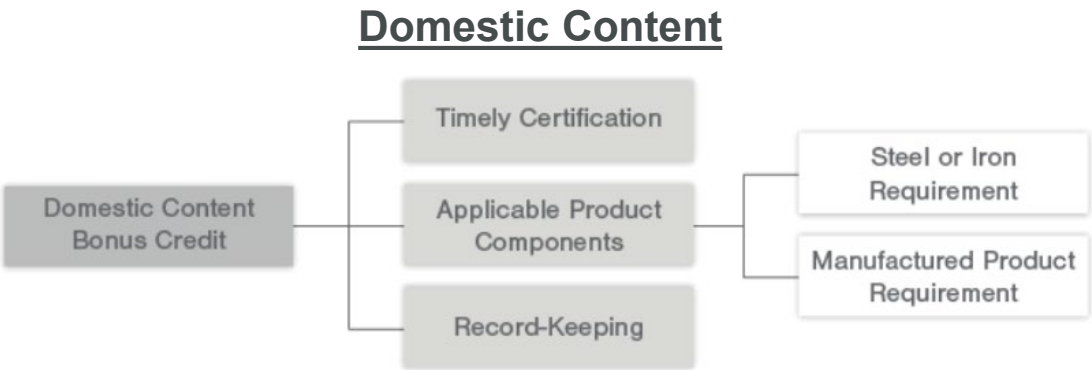 Domestic Content
Timely Certification
Domestic Content
Bonus Credit
Applicable Product
Components
Record-Keeping
Steel or Iron
Requirement
Manufactured Product
Requirement